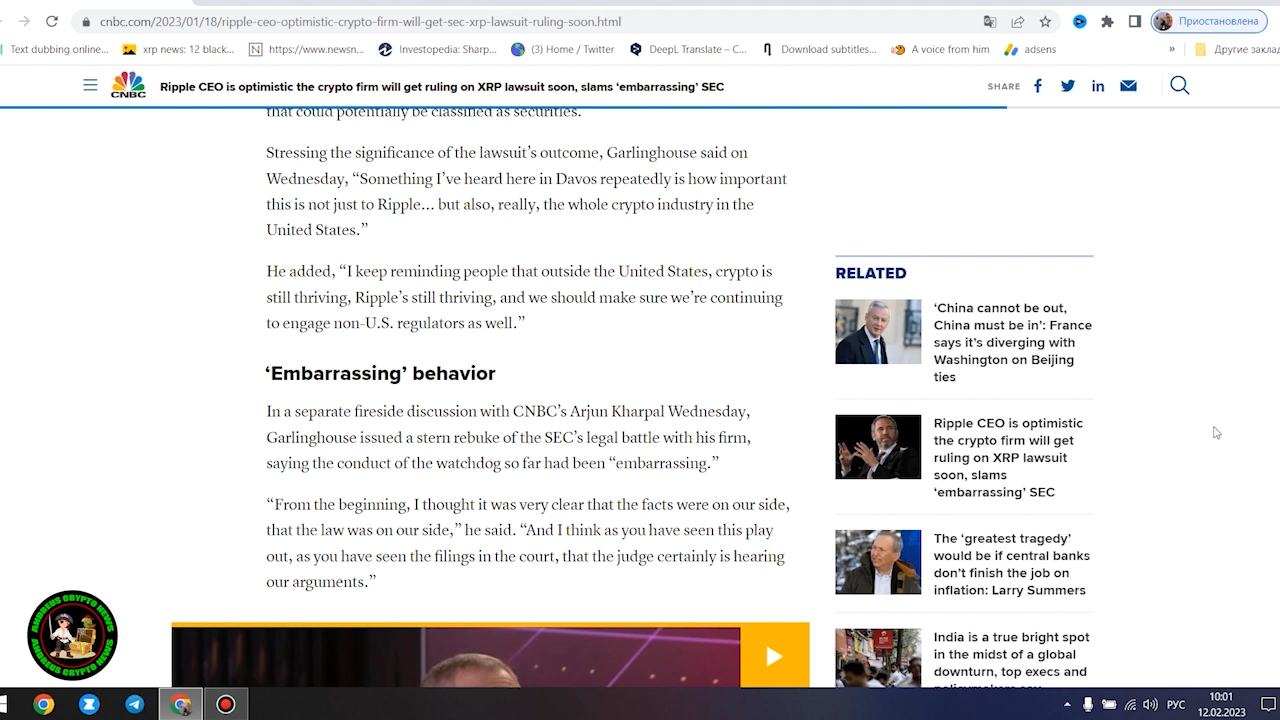 cnbc.com/2023/01/18/ripple-ceo-optimistic-crypto-firm-will-get-sec-xrp-lawsuit-ruling-soon.html
Приостановлена
Text dubbing online...
xrp news: 12 black...
https://www.newsn...
Investopedia: Sharp...
(3) Home / Twitter
DeepL Translate – C...
Download subtitles...
A voice from him
adsens
»
Другие закла
CNBC
Ripple CEO is optimistic the crypto firm will get ruling on XRP lawsuit soon, slams ‘embarrassing’ SEC
SHARE
that could potentially be classified as securities.
Stressing the significance of the lawsuit’s outcome, Garlinghouse said on
Wednesday, “Something I’ve heard here in Davos repeatedly is how important
this is not just to Ripple… but also, really, the whole crypto industry in the
United States.”
He added, “I keep reminding people that outside the United States, crypto is
still thriving, Ripple’s still thriving, and we should make sure we’re continuing
to engage non-U.S. regulators as well.”
‘Embarrassing’ behavior
In a separate fireside discussion with CNBC’s Arjun Kharpal Wednesday,
Garlinghouse issued a stern rebuke of the SEC’s legal battle with his firm,
saying the conduct of the watchdog so far had been “embarrassing.”
“From the beginning, I thought it was very clear that the facts were on our side,
that the law was on our side,” he said. “And I think as you have seen this play
out, as you have seen the filings in the court, that the judge certainly is hearing
our arguments.”
RELATED
‘China cannot be out,
China must be in’: France
says it’s diverging with
Washington on Beijing
ties
Ripple CEO is optimistic
the crypto firm will get
ruling on XRP lawsuit
soon, slams
‘embarrassing’ SEC
The ‘greatest tragedy’
would be if central banks
don’t finish the job on
inflation: Larry Summers
India is a true bright spot
in the midst of a global
downturn, top execs and
ANDREUS CRYPTO NEWS
ANDREUS CRYPTO NEWS
РУС
10:01
12.02.2023